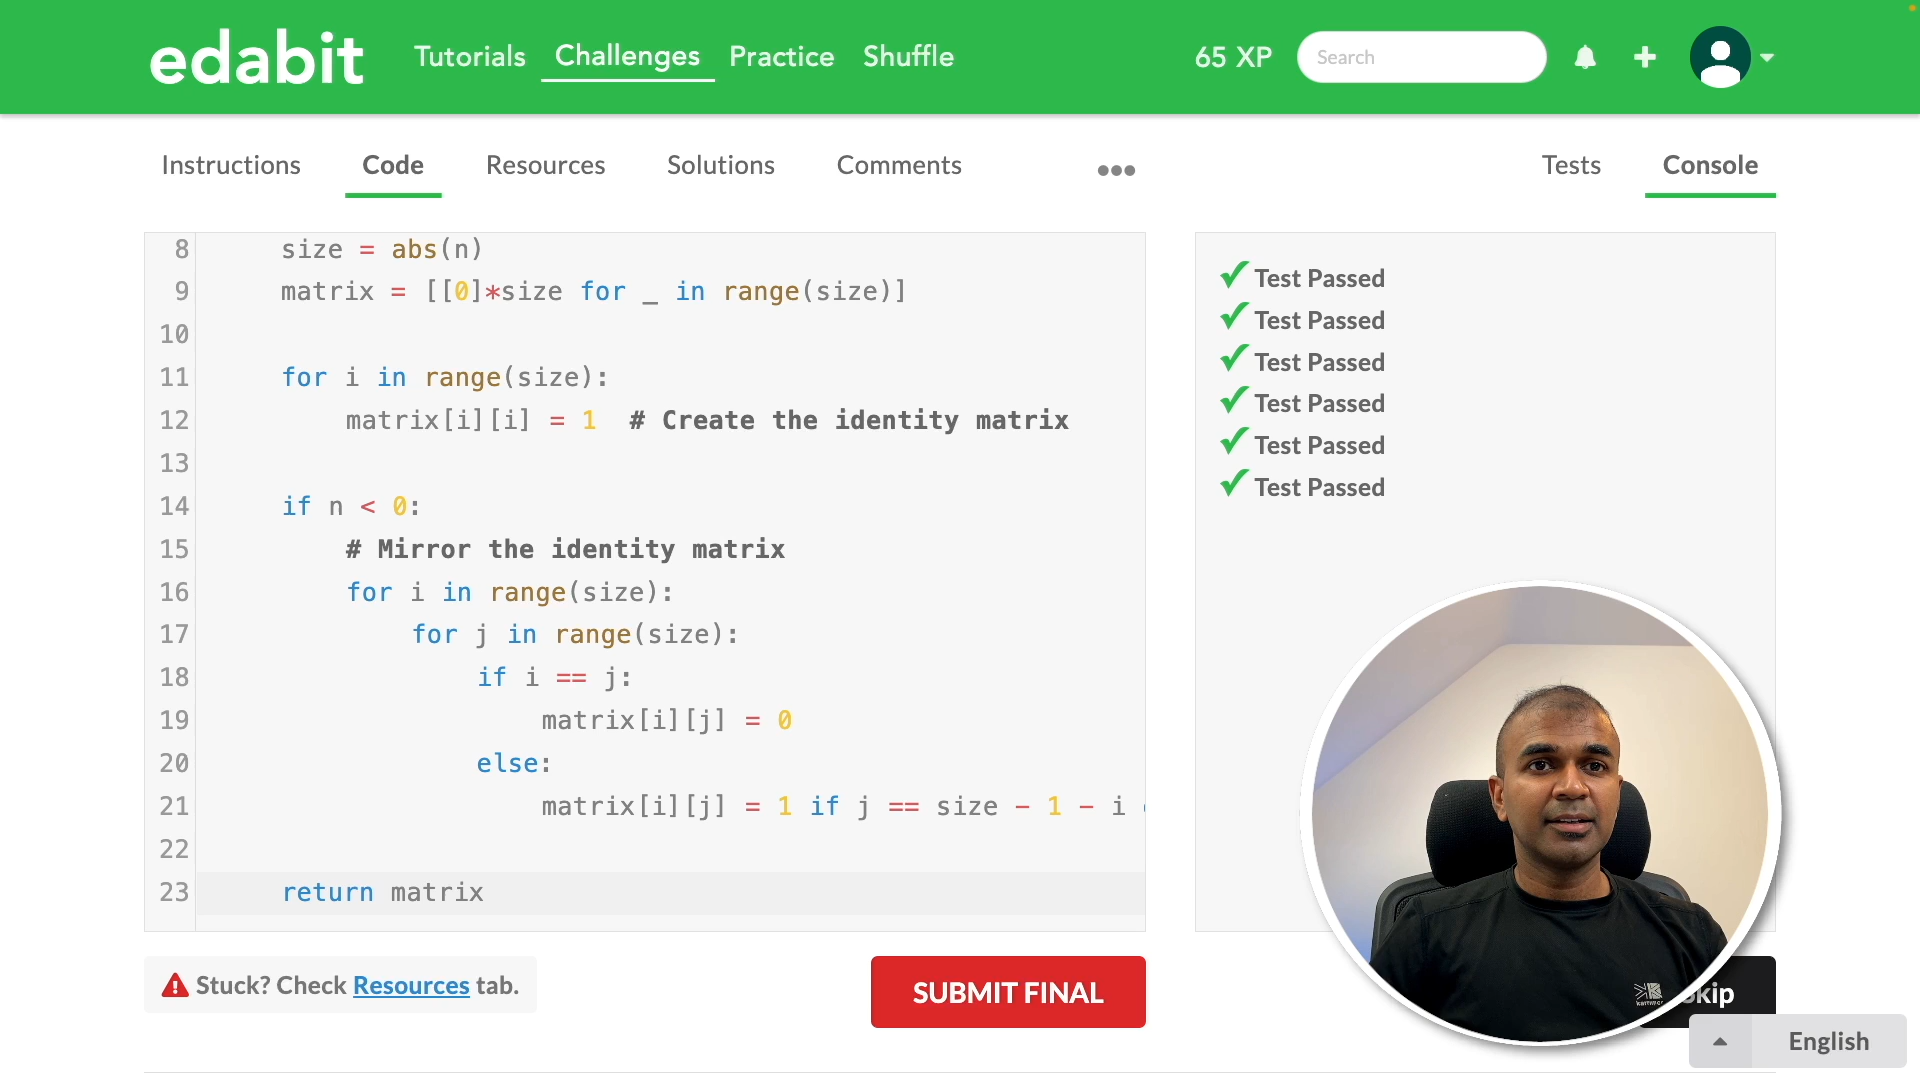 edabit Tutorials Challenges Practice Shuffle 65 XP Search
Instructions Code Resources Solutions Comments Tests Console
8 size = abs(n)
9 matrix = [[0]*size for _ in range(size)]
10
11 for i in range(size):
12 matrix[i][i] = 1 # Create the identity matrix
13
14 if n < 0:
15 # Mirror the identity matrix
16 for i in range(size):
17 for j in range(size):
18 if i == j:
19 matrix[i][j] = 0
20 else:
21 matrix[i][j] = 1 if j == size - 1 - i
22
23 return matrix
Test Passed
Test Passed
Test Passed
Test Passed
Test Passed
Test Passed
Stuck? Check Resources tab.
SUBMIT FINAL
kip
English